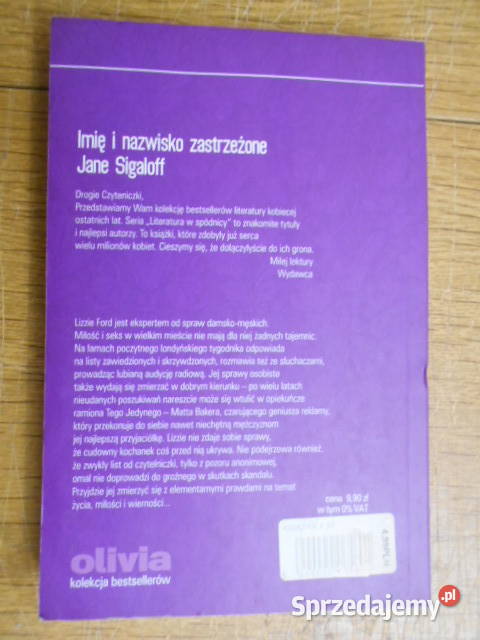 Imię i nazwisko zastrzeżone
Jane Sigaloff
Drogie Czytelniczki,
Przedstawiamy Wam kolekcję bestsellerów literatury kobiecej
ostatnich lat. Seria „Literatura w spódnicy” to znakomite tytuły
i najlepsi autorzy. To książki, które zdobyły już serca
wielu milionów kobiet. Cieszymy się, że dołączyłyście do ich grona.
Miłej lektury
Wydawca
Lizzie Ford jest ekspertem od spraw damsko-męskich.
Miłość i seks w wielkim mieście nie mają dla niej żadnych tajemnic.
Na łamach poczytnego londyńskiego tygodnika odpowiada
na listy zawiedzionych i skrzywdzonych, rozmawia też ze słuchaczami,
prowadząc lubianą audycję radiową. Jej sprawy osobiste
także wydają się zmierzać w dobrym kierunku – po wielu latach
nieudanych poszukiwań nareszcie może się wtulić w opiekuńcze
ramiona Tego Jedynego – Matta Bakera, czarującego geniusza reklamy,
który przekonuje do siebie nawet niechętną mężczyznom
jej najlepszą przyjaciółkę. Lizzie nie zdaje sobie sprawy,
że cudowny kochanek coś przed nią ukrywa. Nie podejrzewa również,
że zwykły list od czytelniczki, tylko z pozoru anonimowej,
omal nie doprowadzi do groźnego w skutkach skandalu.
Przyjdzie jej zmierzyć się z elementarnymi prawdami na temat
życia, miłości i wierności...
cena 9,90 zł
w tym 0% VAT
olivia
kolekcja bestsellerów
Sprzedajemy.pl